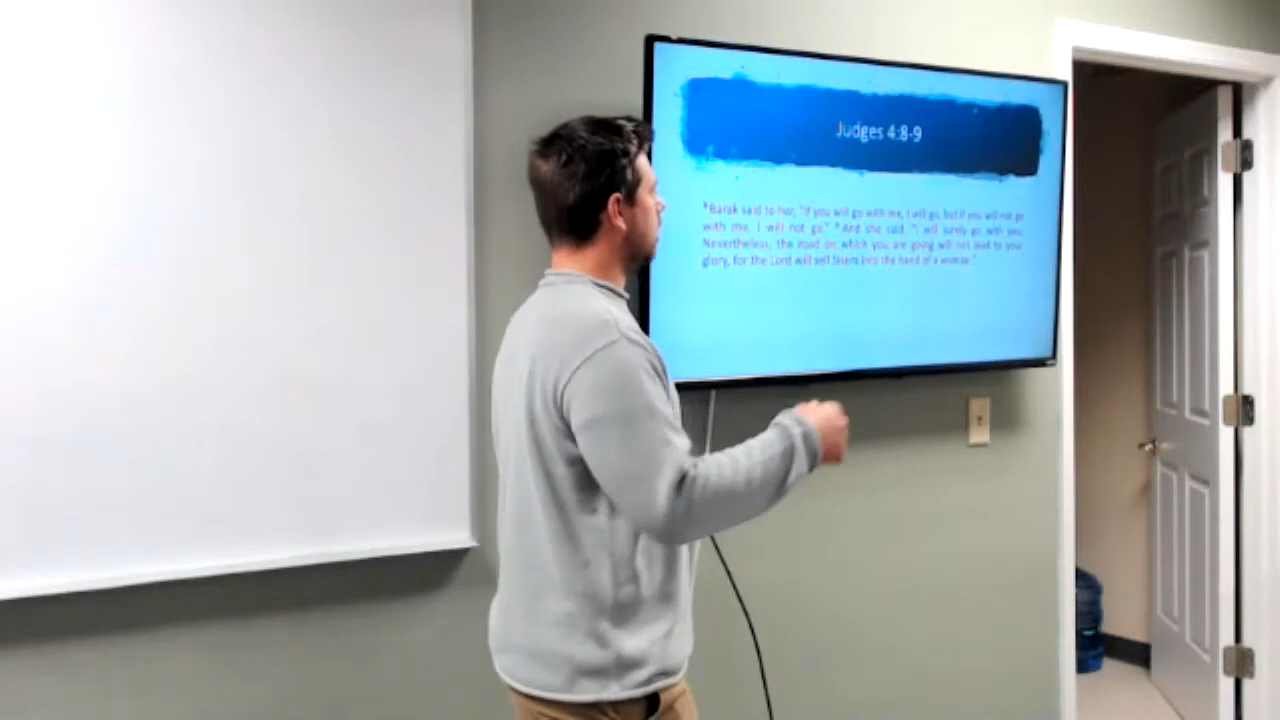 Judges 4:8-9
⁸Barak said to her, "If you will go with me, I will go, but if you will not go
with me, I will not go." ⁹ And she said, "I will surely go with you.
Nevertheless, the road on which you are going will not lead to your
glory, for the Lord will sell Sisera into the hand of a woman."